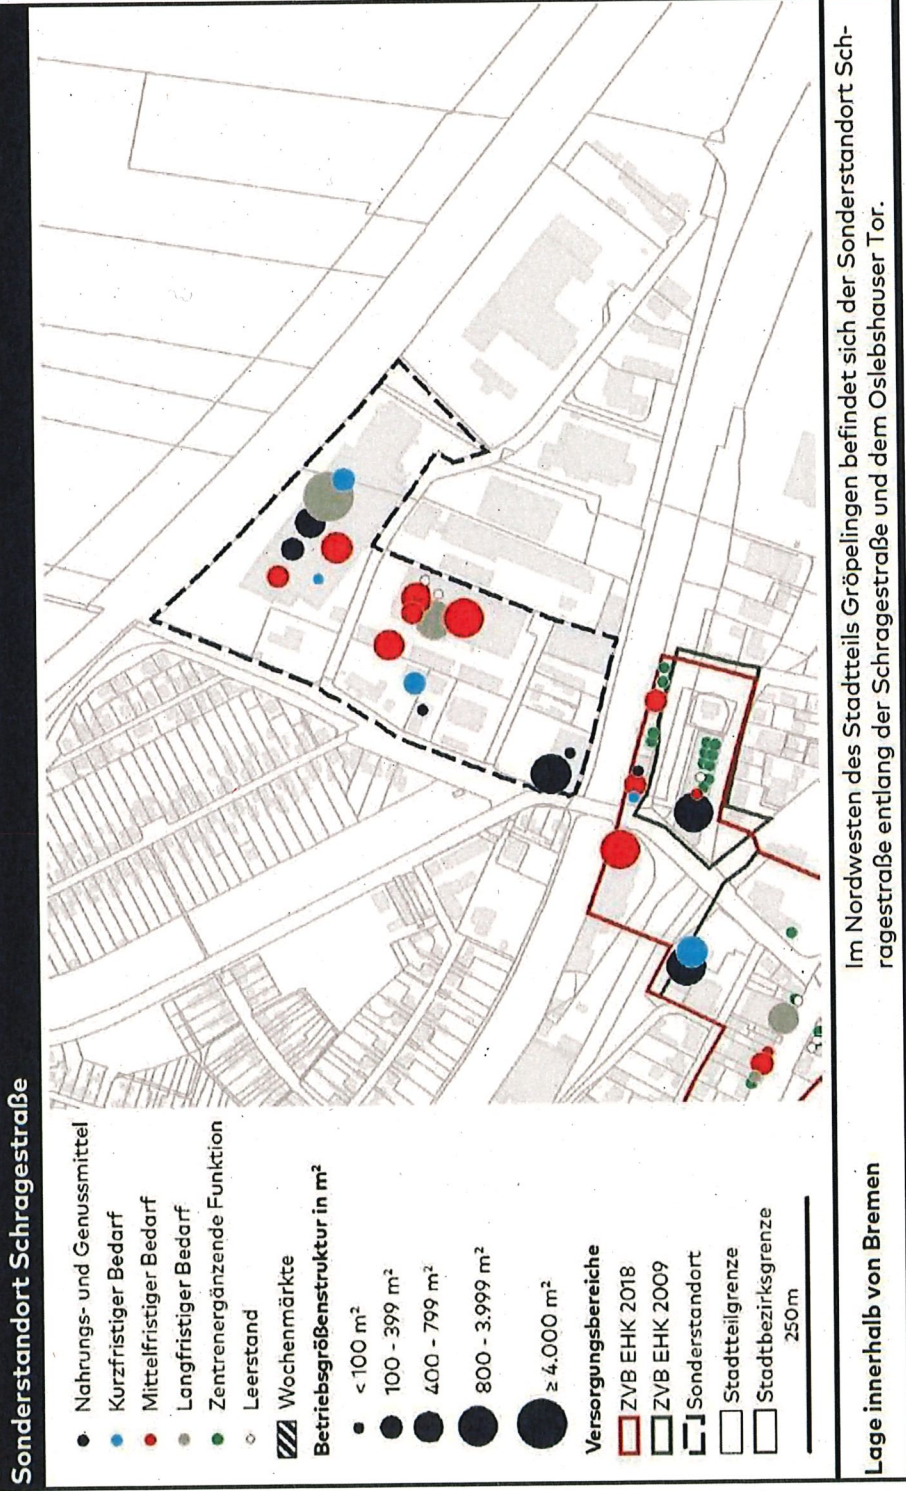 Sonderstandort Schragestraße
Nahrungs- und Genussmittel
Kurzfristiger Bedarf
Mittelfristiger Bedarf
Langfristiger Bedarf
Zentrenergänzende Funktion
Leerstand
Wochenmärkte
Betriebsgrößenstruktur in m²
< 100 m²
100 - 399 m²
400 - 799 m²
800 - 3.999 m²
≥ 4.000 m²
Versorgungsbereiche
ZVB EHK 2018
ZVB EHK 2009
Sonderstandort
Stadtteilgrenze
Stadtbezirksgrenze
250 m
Lage innerhalb von Bremen
Im Nordwesten des Stadtteils Gröpelingen befindet sich der Sonderstandort Sch-
ragestraße entlang der Schragestraße und dem Oslebshauser Tor.